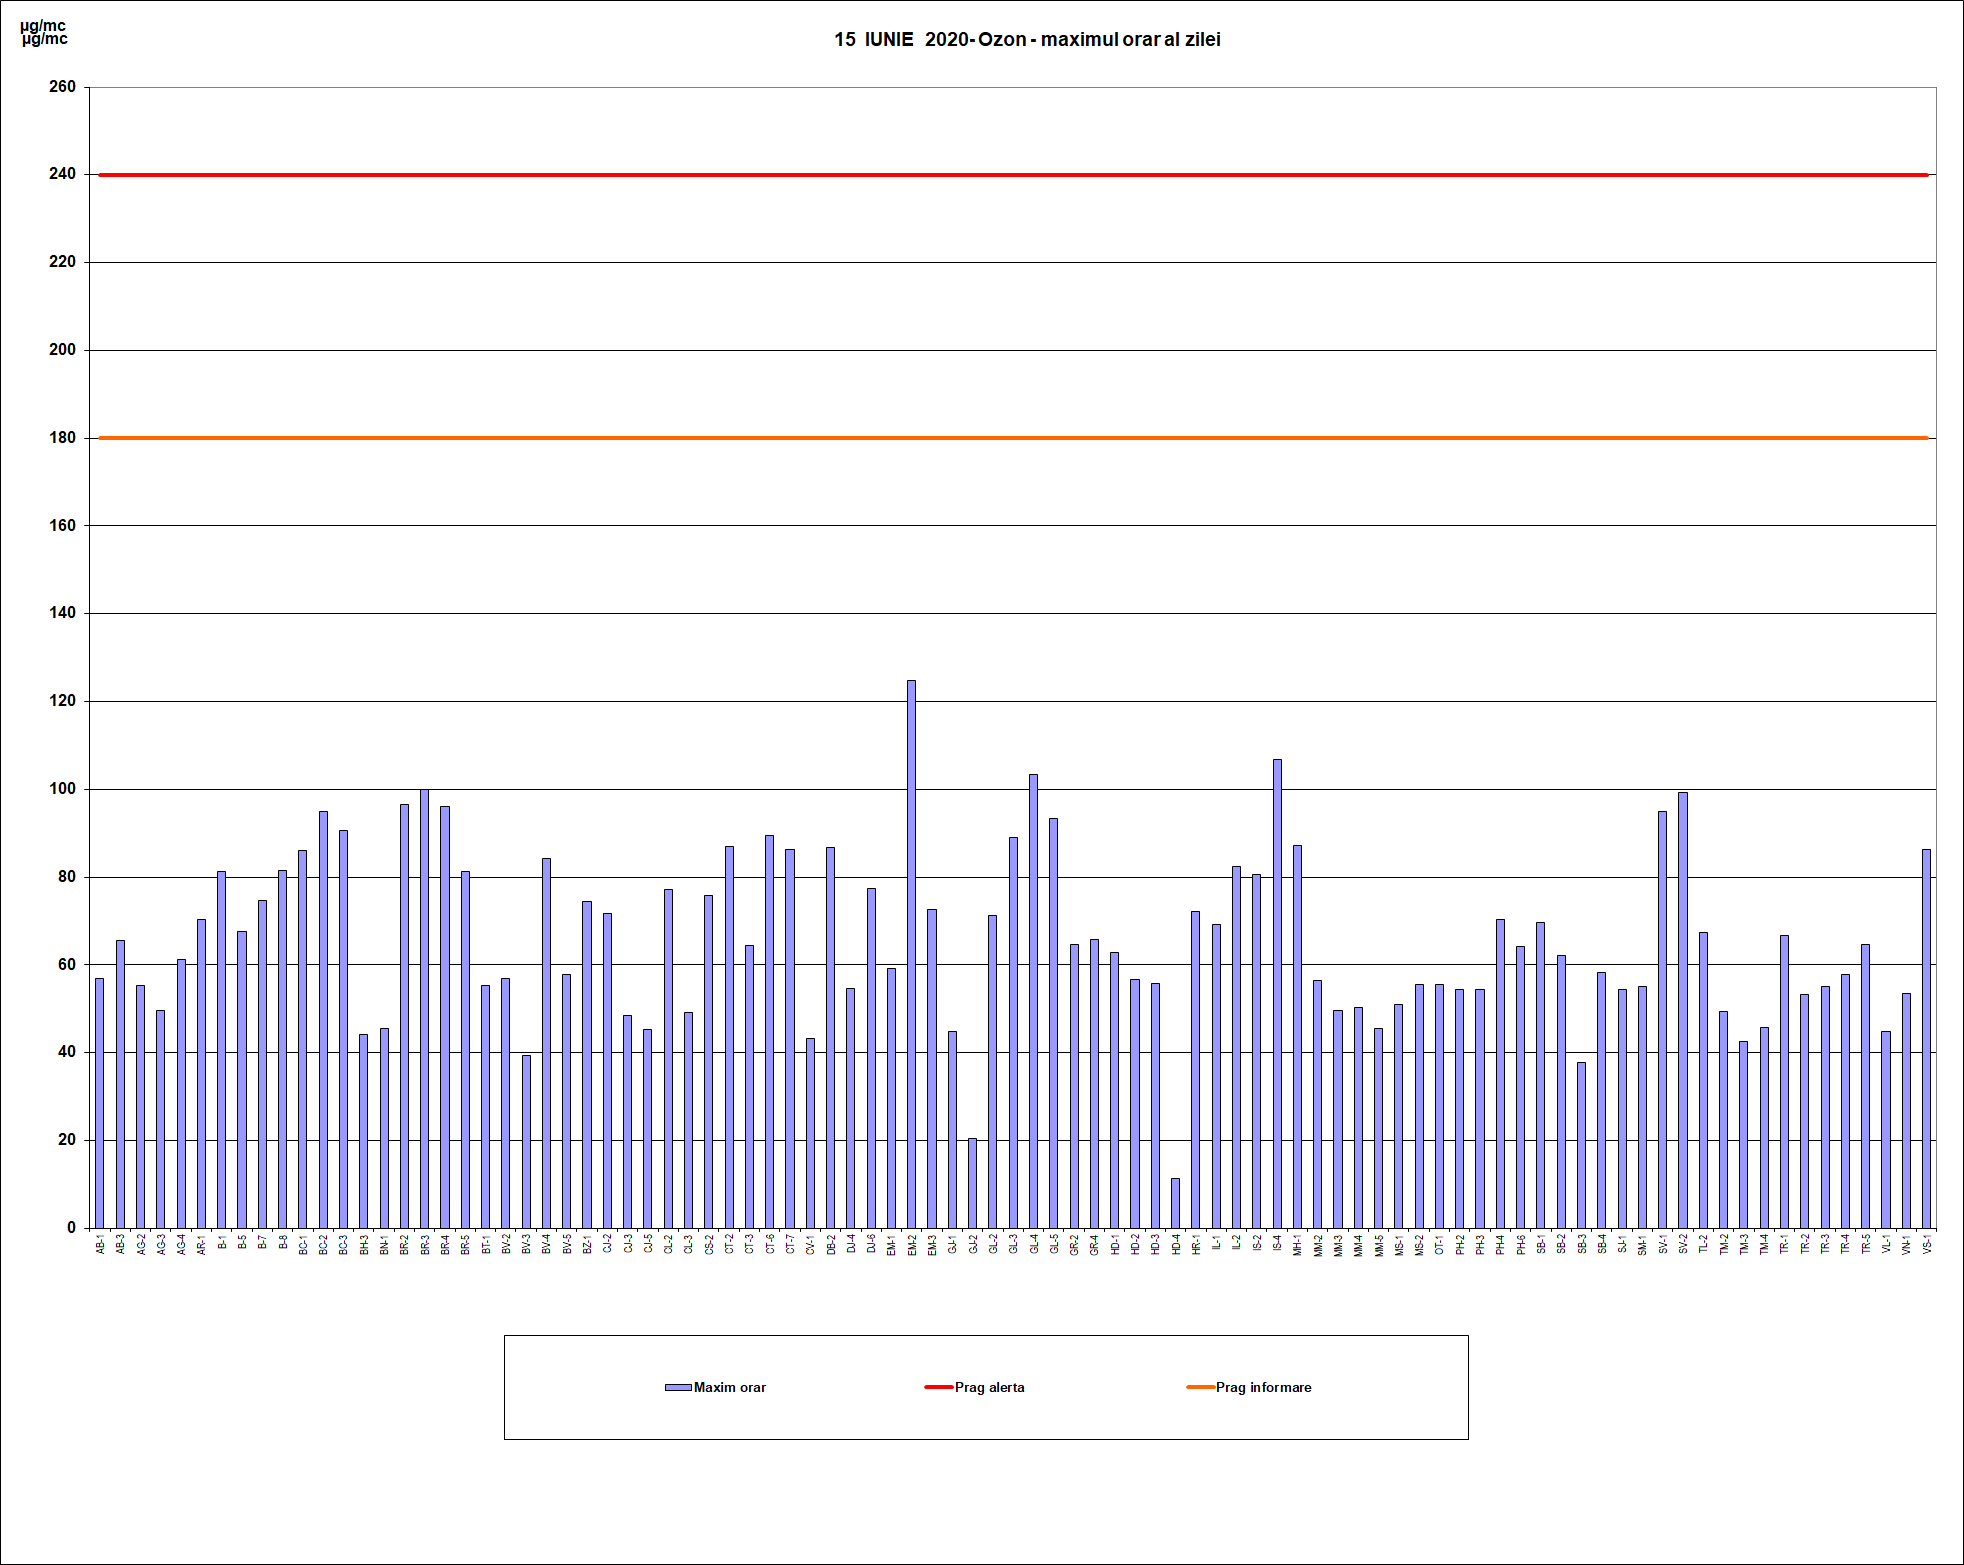 µg/mc
µg/mc
15 IUNIE 2020- Ozon - maximul orar al zilei
260
240
220
200
180
160
140
120
100
80
60
40
20
0
AB-1 AB-3 AG-2 AG-3 AG-4 AR-1 B-1 B-5 B-7 B-8 BC-1 BC-2 BC-3 BH-3 BN-1 BR-2 BR-3 BR-4 BR-5 BT-1 BV-2 BV-3 BV-4 BV-5 BZ-1 CJ-2 CJ-3 CJ-5 CL-2 CL-3 CS-2 CT-2 CT-3 CT-6 CT-7 CV-1 DB-2 DJ-4 DJ-6 EM-1 EM-2 EM-3 GJ-1 GJ-2 GL-2 GL-3 GL-4 GL-5 GR-2 GR-4 HD-1 HD-2 HD-3 HD-4 HR-1 IL-1 IL-2 IS-2 IS-4 MH-1 MM-2 MM-3 MM-4 MM-5 MS-1 MS-2 OT-1 PH-2 PH-3 PH-4 PH-6 SB-1 SB-2 SB-3 SB-4 SJ-1 SM-1 SV-1 SV-2 TL-2 TM-2 TM-3 TM-4 TR-1 TR-2 TR-3 TR-4 TR-5 VL-1 VN-1 VS-1
Maxim orar Prag alerta Prag informare